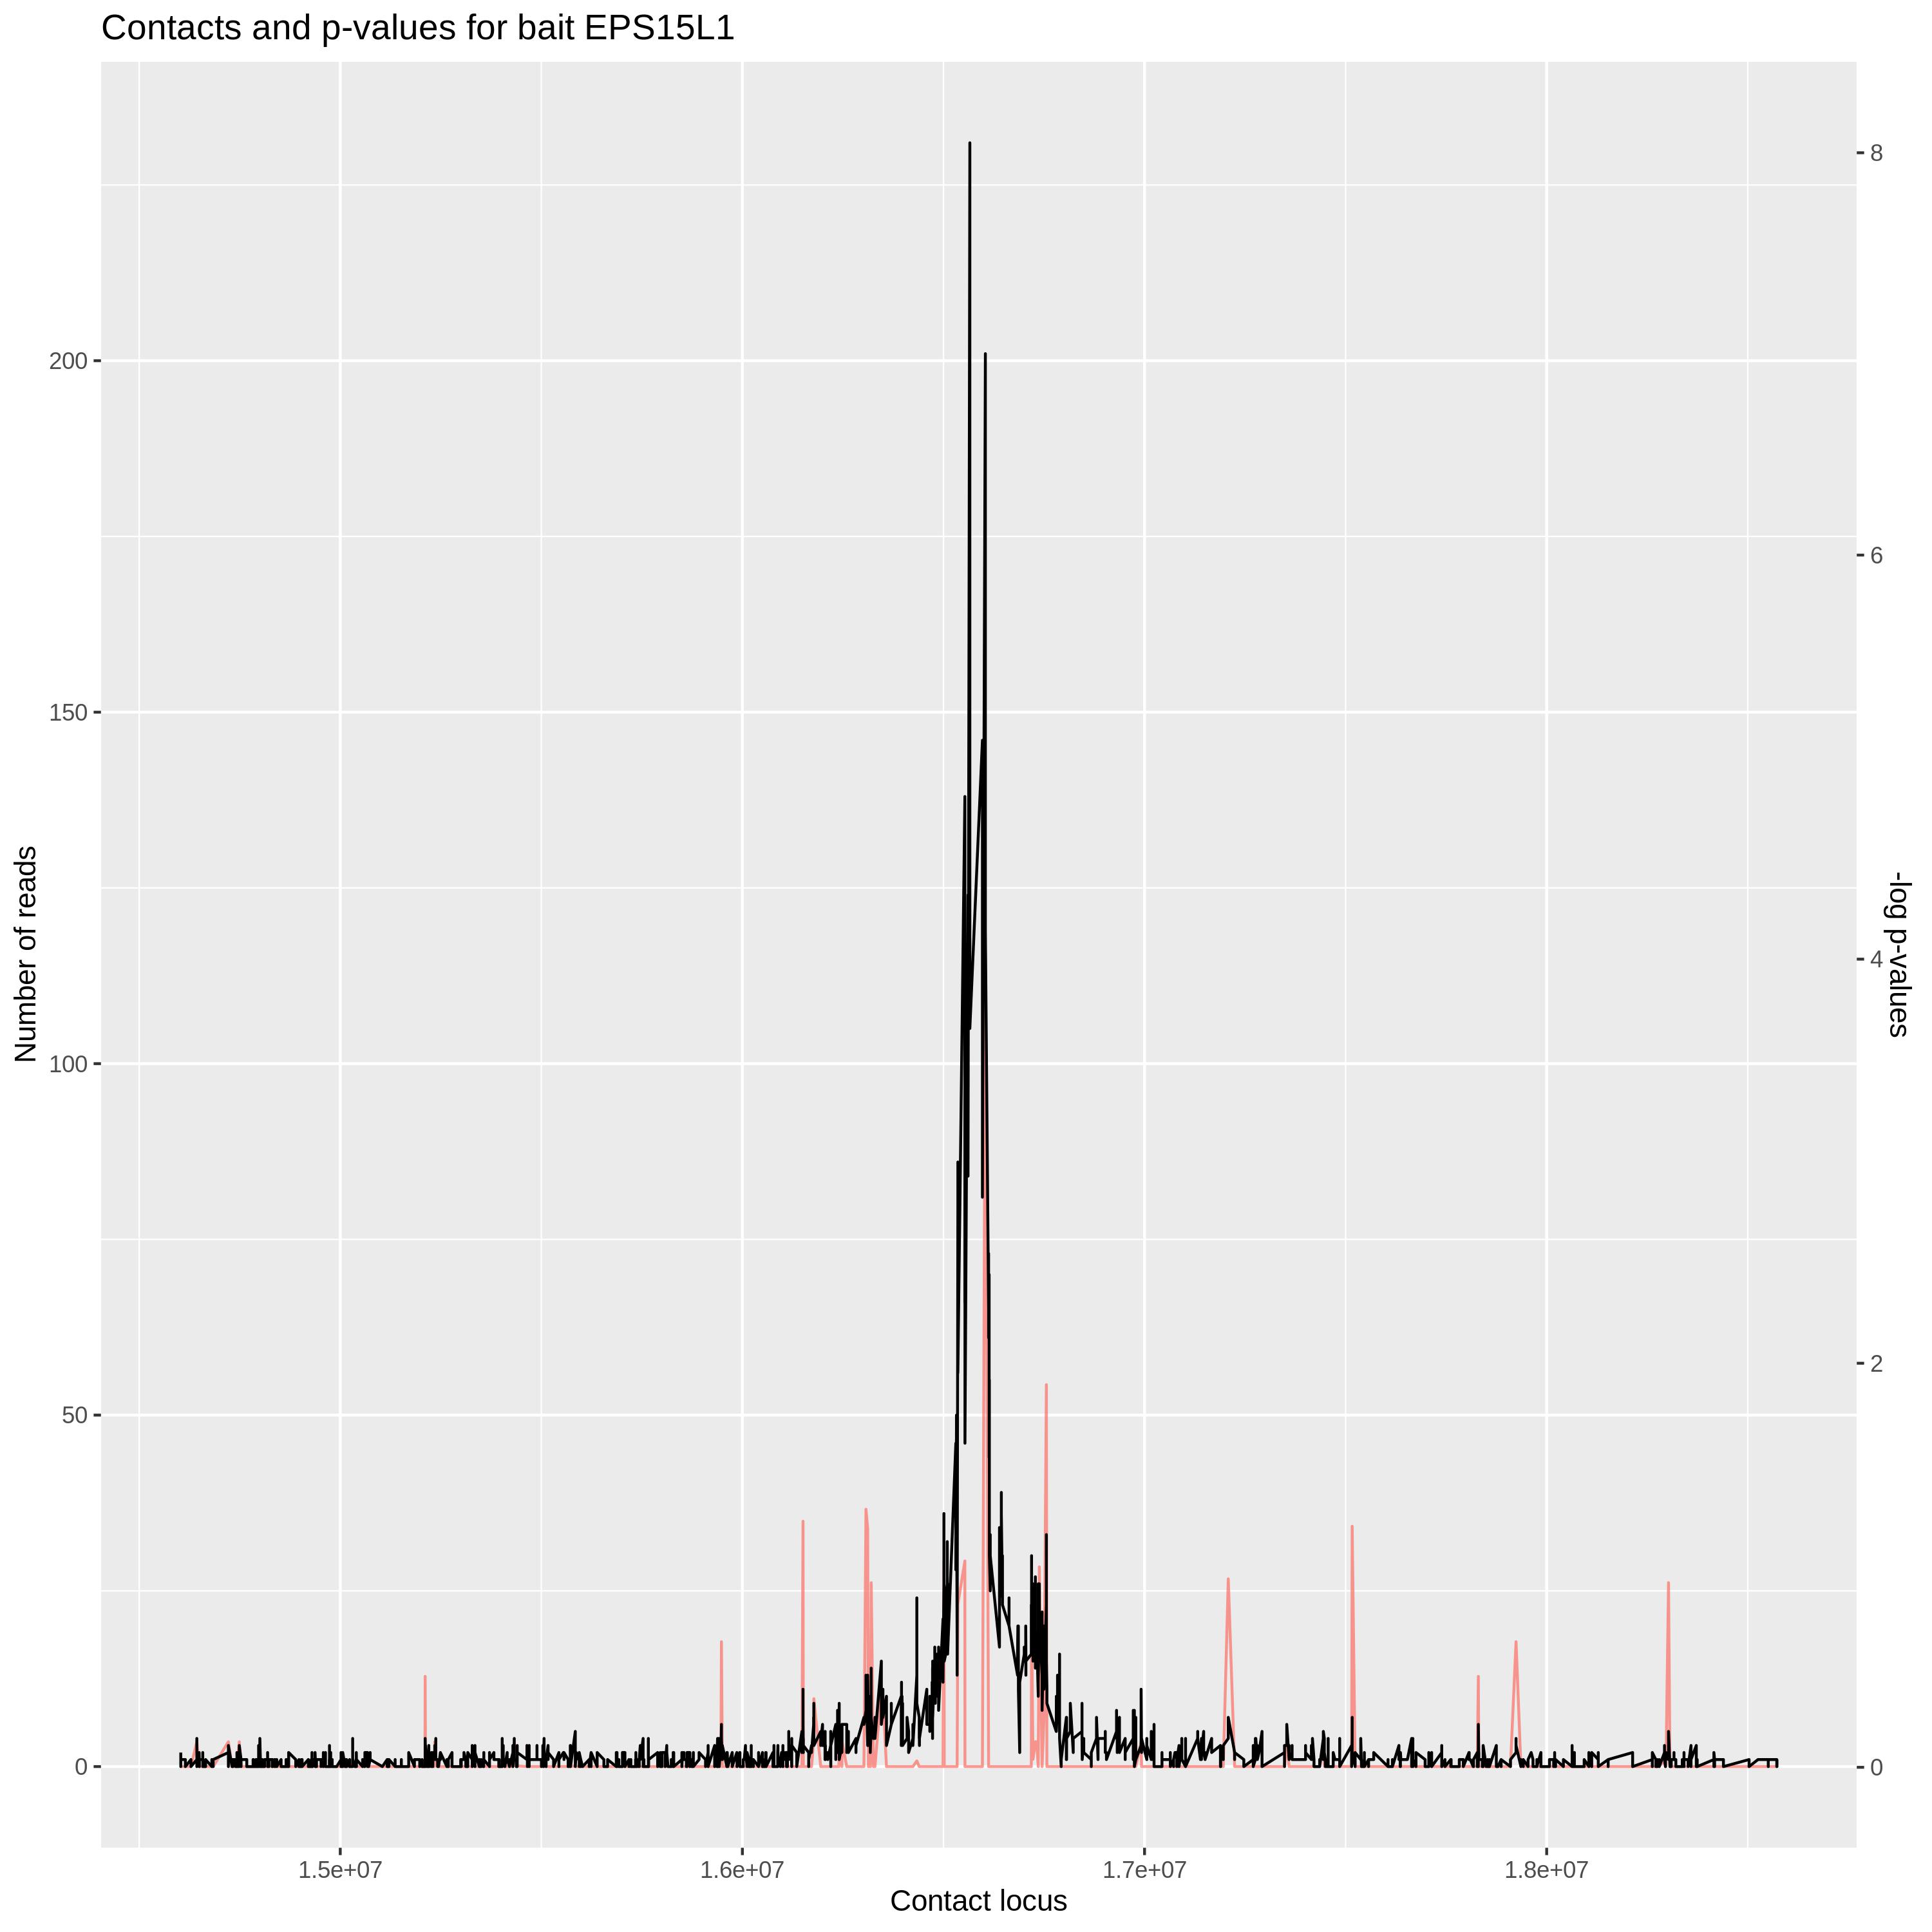 Contacts and p-values for bait EPS15L1
Number of reads
200
150
100
50
0
8
6
4
2
0
-log p-values
1.5e+07 1.6e+07 1.7e+07 1.8e+07
Contact locus